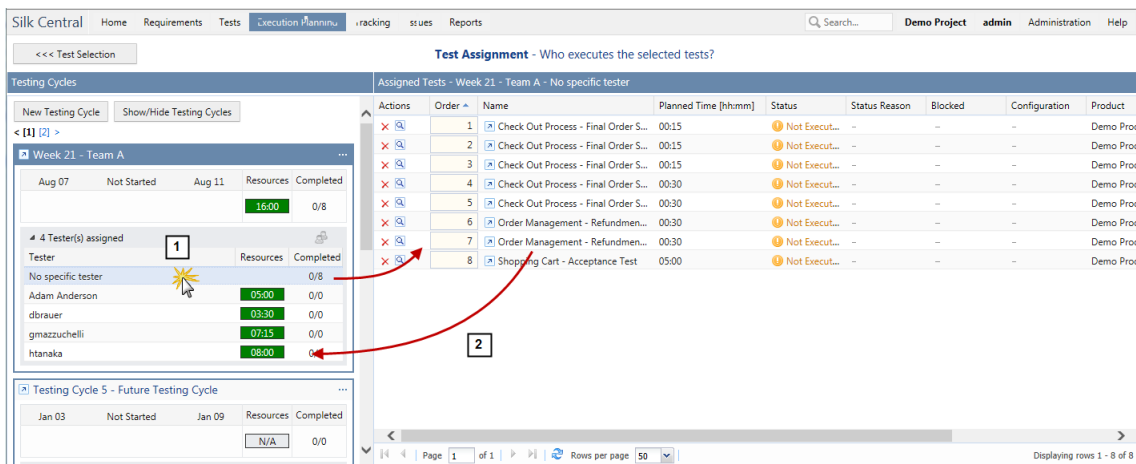 Silk Central Home Requirements Tests Execution Planning racking ssues Reports Search... Demo Project admin Administration Help
<<< Test Selection
Test Assignment - Who executes the selected tests?
Testing Cycles
New Testing Cycle Show/Hide Testing Cycles
< [1] [2] >
Week 21 - Team A ...
Aug 07 Not Started Aug 11 Resources Completed
16:00 0/8
4 Tester(s) assigned
1
Tester Resources Completed
No specific tester 0/8
Adam Anderson 05:00 0/0
dbrauer 03:30 0/0
gmazzuchelli 07:15 0/0
htanaka 08:00
Testing Cycle 5 - Future Testing Cycle ...
Jan 03 Not Started Jan 09 Resources Completed
N/A 0/0
Assigned Tests - Week 21 - Team A - No specific tester
Actions Order Name Planned Time [hh:mm] Status Status Reason Blocked Configuration Product
1 Check Out Process - Final Order S... 00:15 Not Execut... - - - Demo Proc
2 Check Out Process - Final Order S... 00:15 Not Execut... - - - Demo Proc
3 Check Out Process - Final Order S... 00:15 Not Execut... - - - Demo Proc
4 Check Out Process - Final Order S... 00:30 Not Execut... - - - Demo Proc
5 Check Out Process - Final Order S... 00:30 Not Execut... - - - Demo Proc
6 Order Management - Refundmen... 00:30 Not Execut... - - - Demo Proc
7 Order Management - Refundmen... 00:30 Not Execut... - - - Demo Proc
8 Shopping Cart - Acceptance Test 05:00 Not Execut... - - - Demo Proc
2
Page 1 of 1 Rows per page 50 Displaying rows 1 - 8 of 8